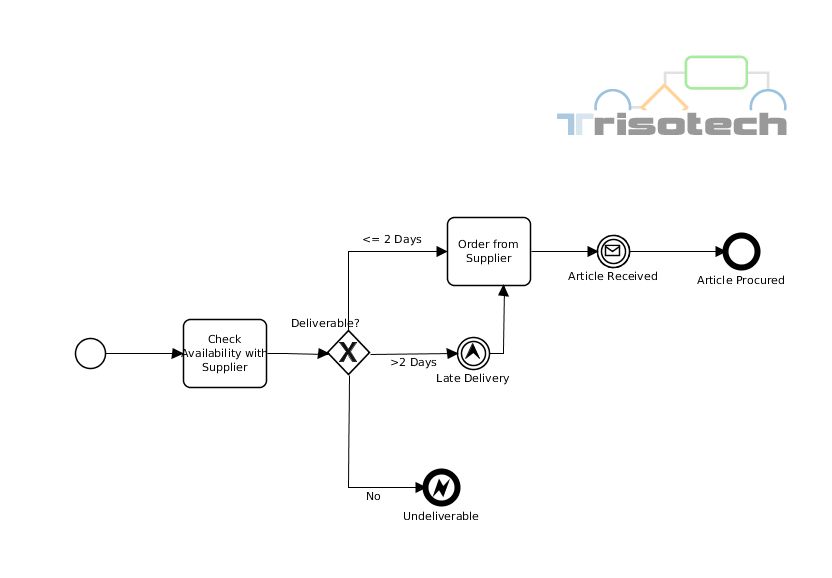 Trisotech
<= 2 Days
Order from
Supplier
Article Received
Article Procured
Deliverable?
Check
Availability with
Supplier
X
>2 Days
Late Delivery
No
Undeliverable